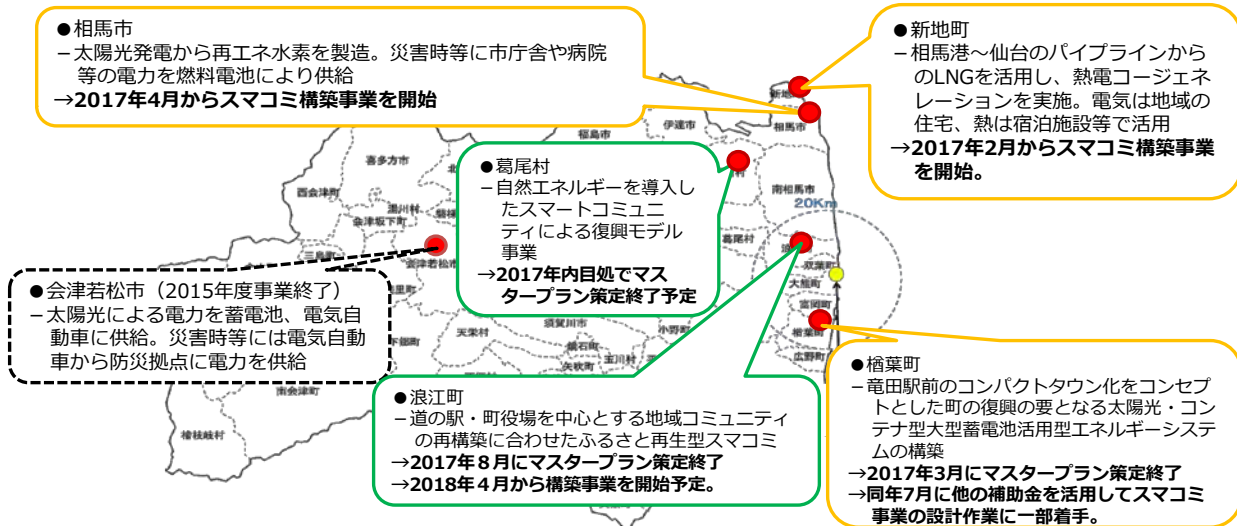 ●相馬市
－太陽光発電から再エネ水素を製造。災害時等に市庁舎や病院
等の電力を燃料電池により供給
→2017年4月からスマコミ構築事業を開始
●新地町
－相馬港～仙台のパイプラインから
のLNGを活用し、熱電コージェネ
レーションを実施。電気は地域の
住宅、熱は宿泊施設等で活用
→2017年2月からスマコミ構築事業
を開始。
●葛尾村
－自然エネルギーを導入し
たスマートコミュニ
ティによる復興モデル
事業
→2017年内目処でマス
タープラン策定終了予定
●会津若松市（2015年度事業終了）
－太陽光による電力を蓄電池、電気自
動車に供給。災害時等には電気自動
車から防災拠点に電力を供給
●浪江町
－道の駅・町役場を中心とする地域コミュニティ
の再構築に合わせたふるさと再生型スマコミ
→2017年８月にマスタープラン策定終了
→2018年４月から構築事業を開始予定。
●楢葉町
－竜田駅前のコンパクトタウン化をコンセプ
トとした町の復興の要となる太陽光・コン
テナ型大型蓄電池活用型エネルギーシステ
ムの構築
→2017年3月にマスタープラン策定終了
→同年7月に他の補助金を活用してスマコミ
事業の設計作業に一部着手。
新地
相馬市
伊達市
福島市
喜多方市
北
西会津町
湯川村
会津坂下町
磐梯
三島町
会津若松市
村
南相馬市
20Km
葛尾村
浪
双葉町
大熊町
富岡町
楢葉町
広野町
須賀川市
天栄村
鏡石町
矢吹町
玉川村
小野町
下郷町
南会津町
檜枝岐村